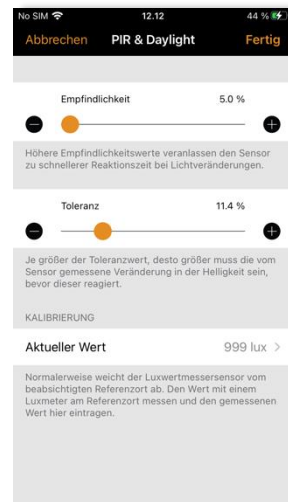 No SIM 12.12 44 %
Abbrechen PIR & Daylight Fertig
Empfindlichkeit 5.0 %
Höhere Empfindlichkeitswerte veranlassen den Sensor
zu schnellerer Reaktionszeit bei Lichtveränderungen.
Toleranz 11.4 %
Je größer der Toleranzwert, desto größer muss die vom
Sensor gemessene Veränderung in der Helligkeit sein,
bevor dieser reagiert.
KALIBRIERUNG
Aktueller Wert 999 lux >
Normalerweise weicht der Luxwertmessersensor vom
beabsichtigten Referenzort ab. Den Wert mit einem
Luxmeter am Referenzort messen und den gemessenen
Wert hier eintragen.